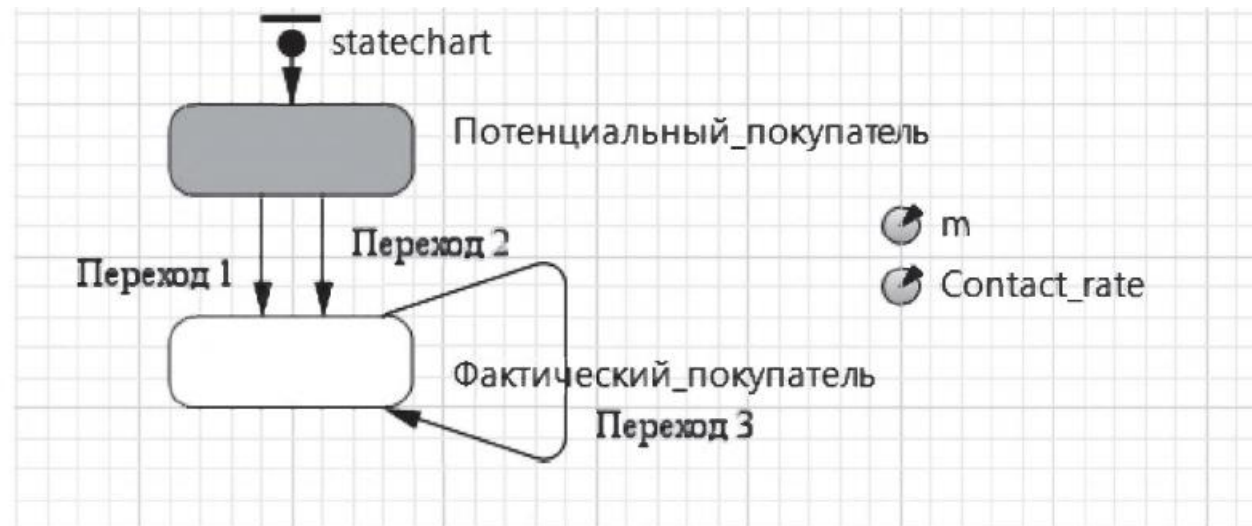 statechart
Потенциальный_покупатель
m
Переход 2
Переход 1
Contact_rate
Фактический_покупатель
Переход 3